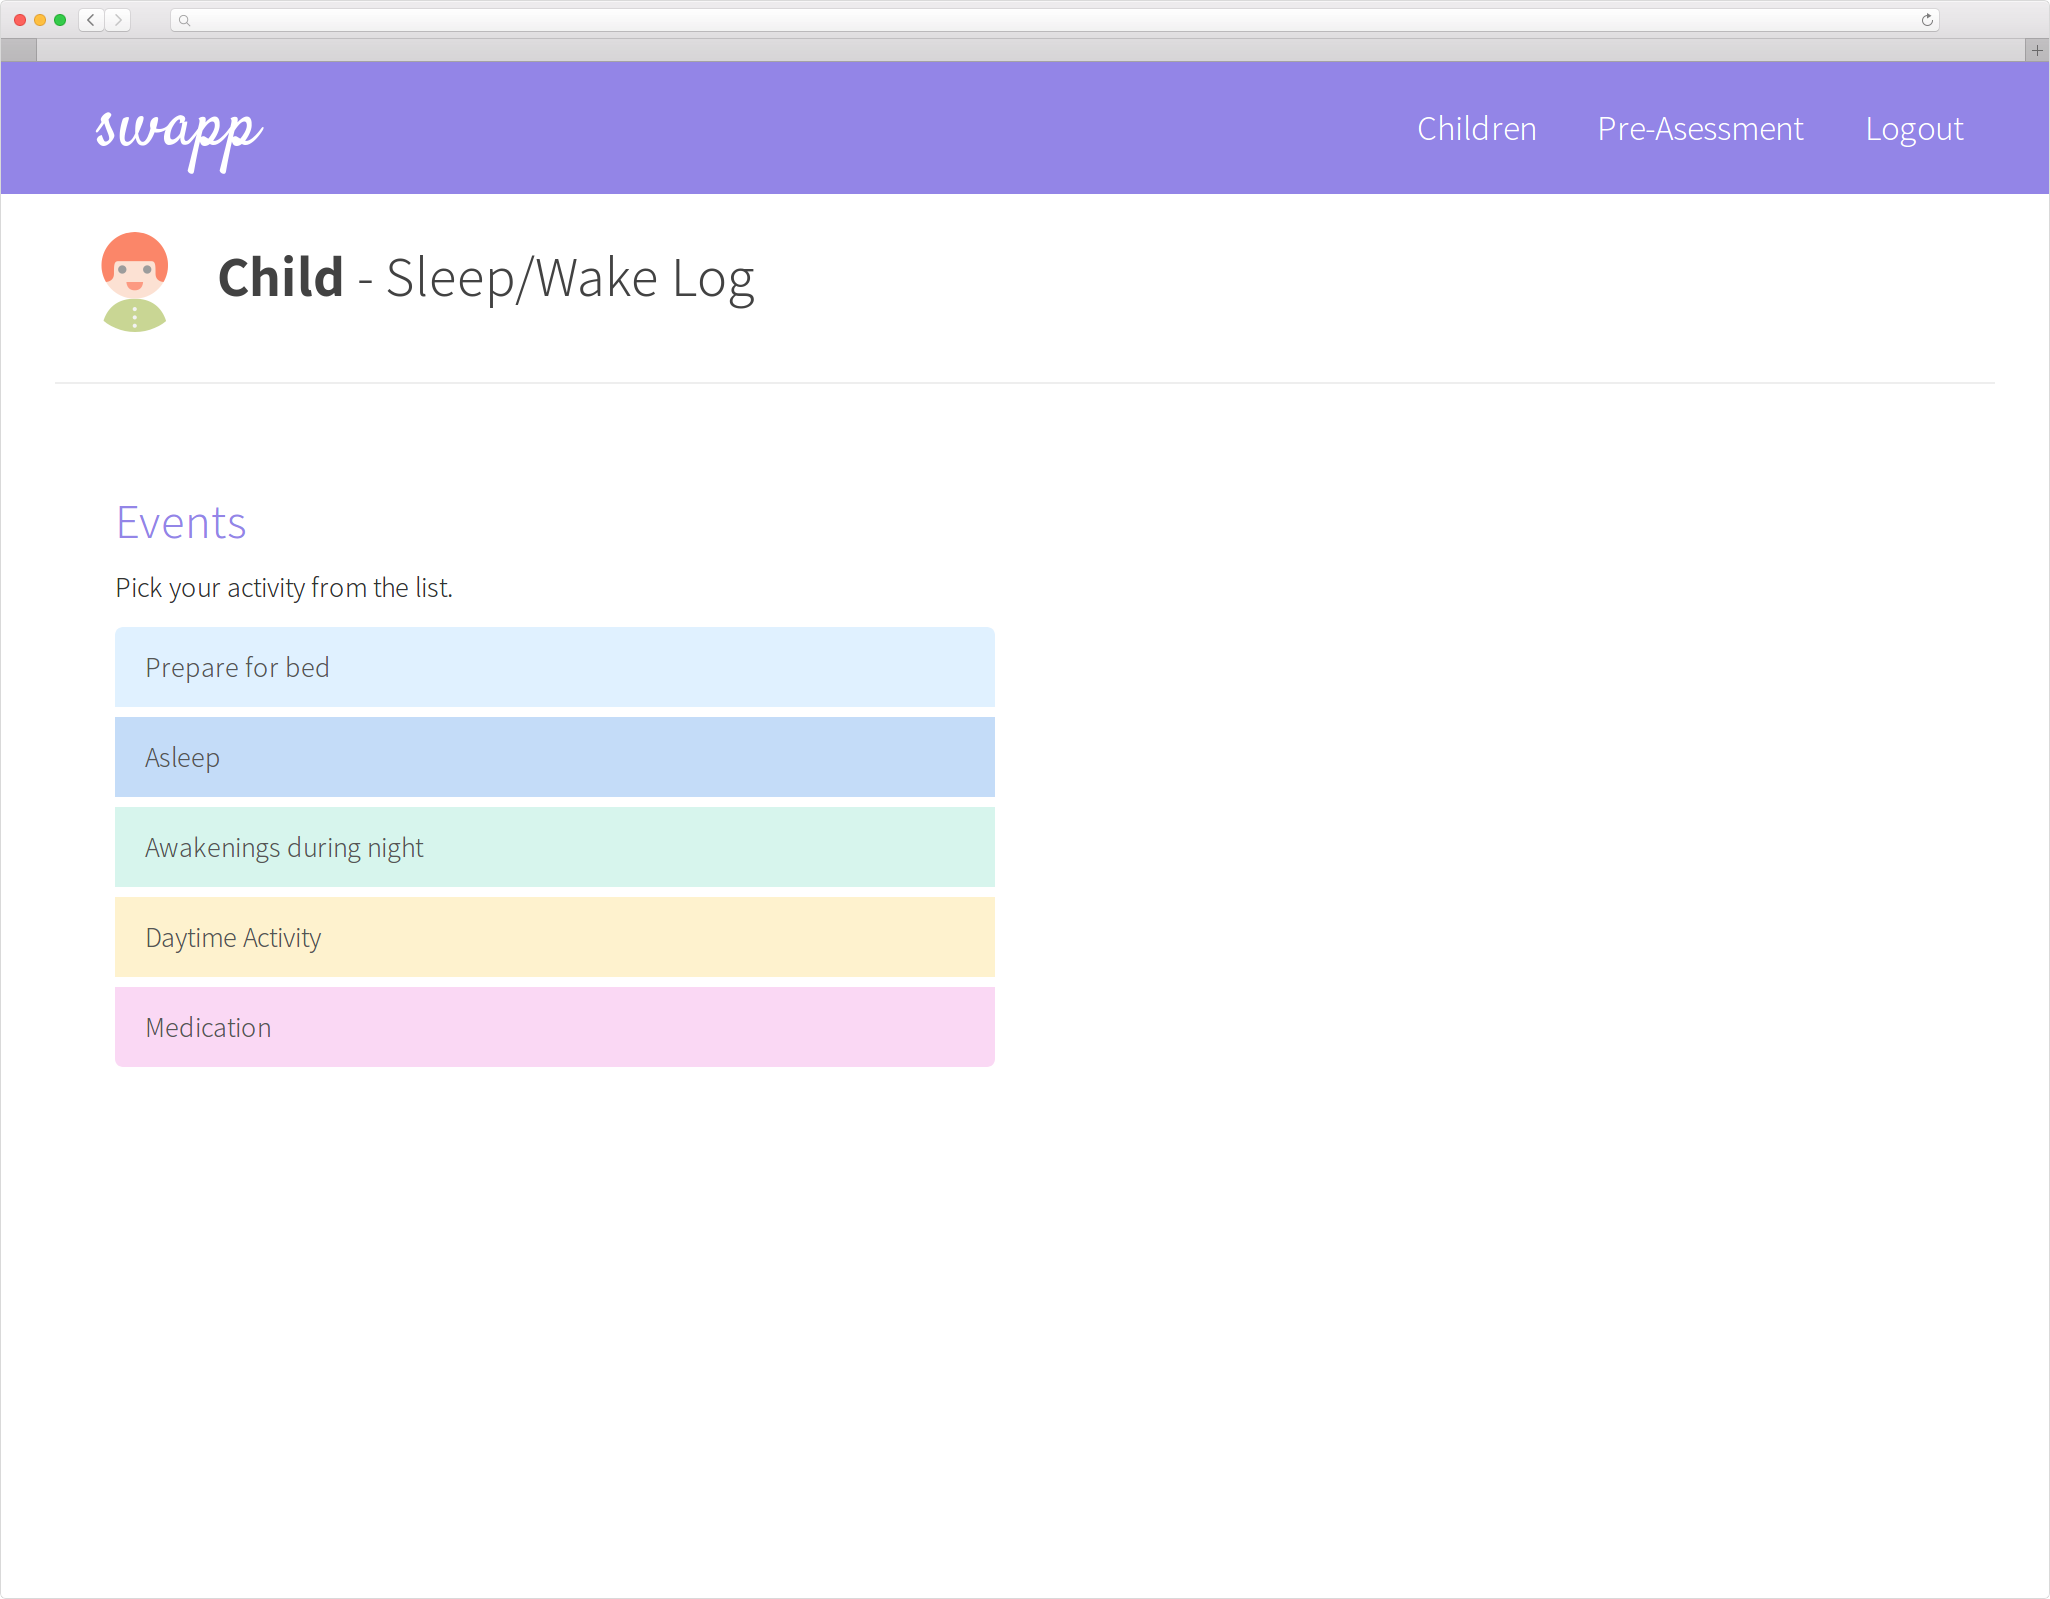 swapp
Children Pre-Asessment Logout
Child - Sleep/Wake Log
Events
Pick your activity from the list.
Prepare for bed
Asleep
Awakenings during night
Daytime Activity
Medication